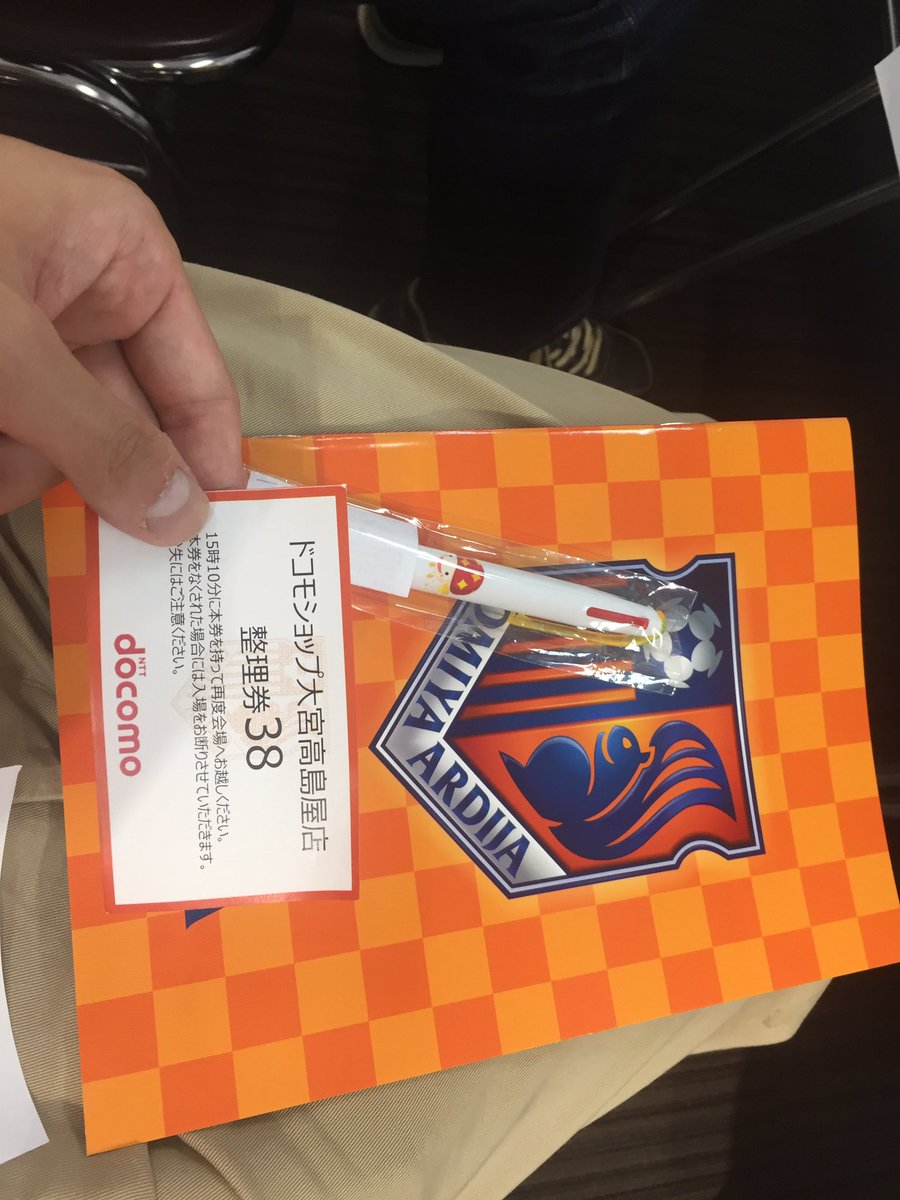 ドコモショップ大宮高島屋店
整理券38
15時10分に本券を持って再度会場へお越しください。
本券をなくされた場合には入場をお断りさせていただきます。
失にはご注意ください。
NTT
docomo
OMIYA ARDIJA